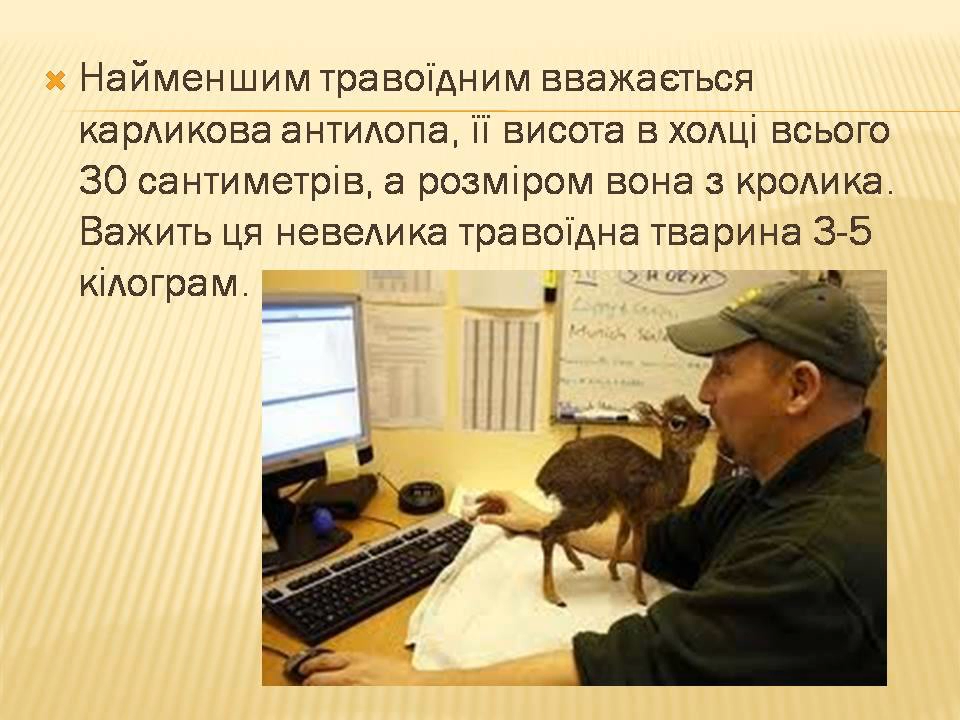 Найменшим травоїдним вважається
карликова антилопа, її висота в холці всього
30 сантиметрів, а розміром вона з кролика.
Важить ця невелика травоїдна тварина 3-5
кілограм.
Munich